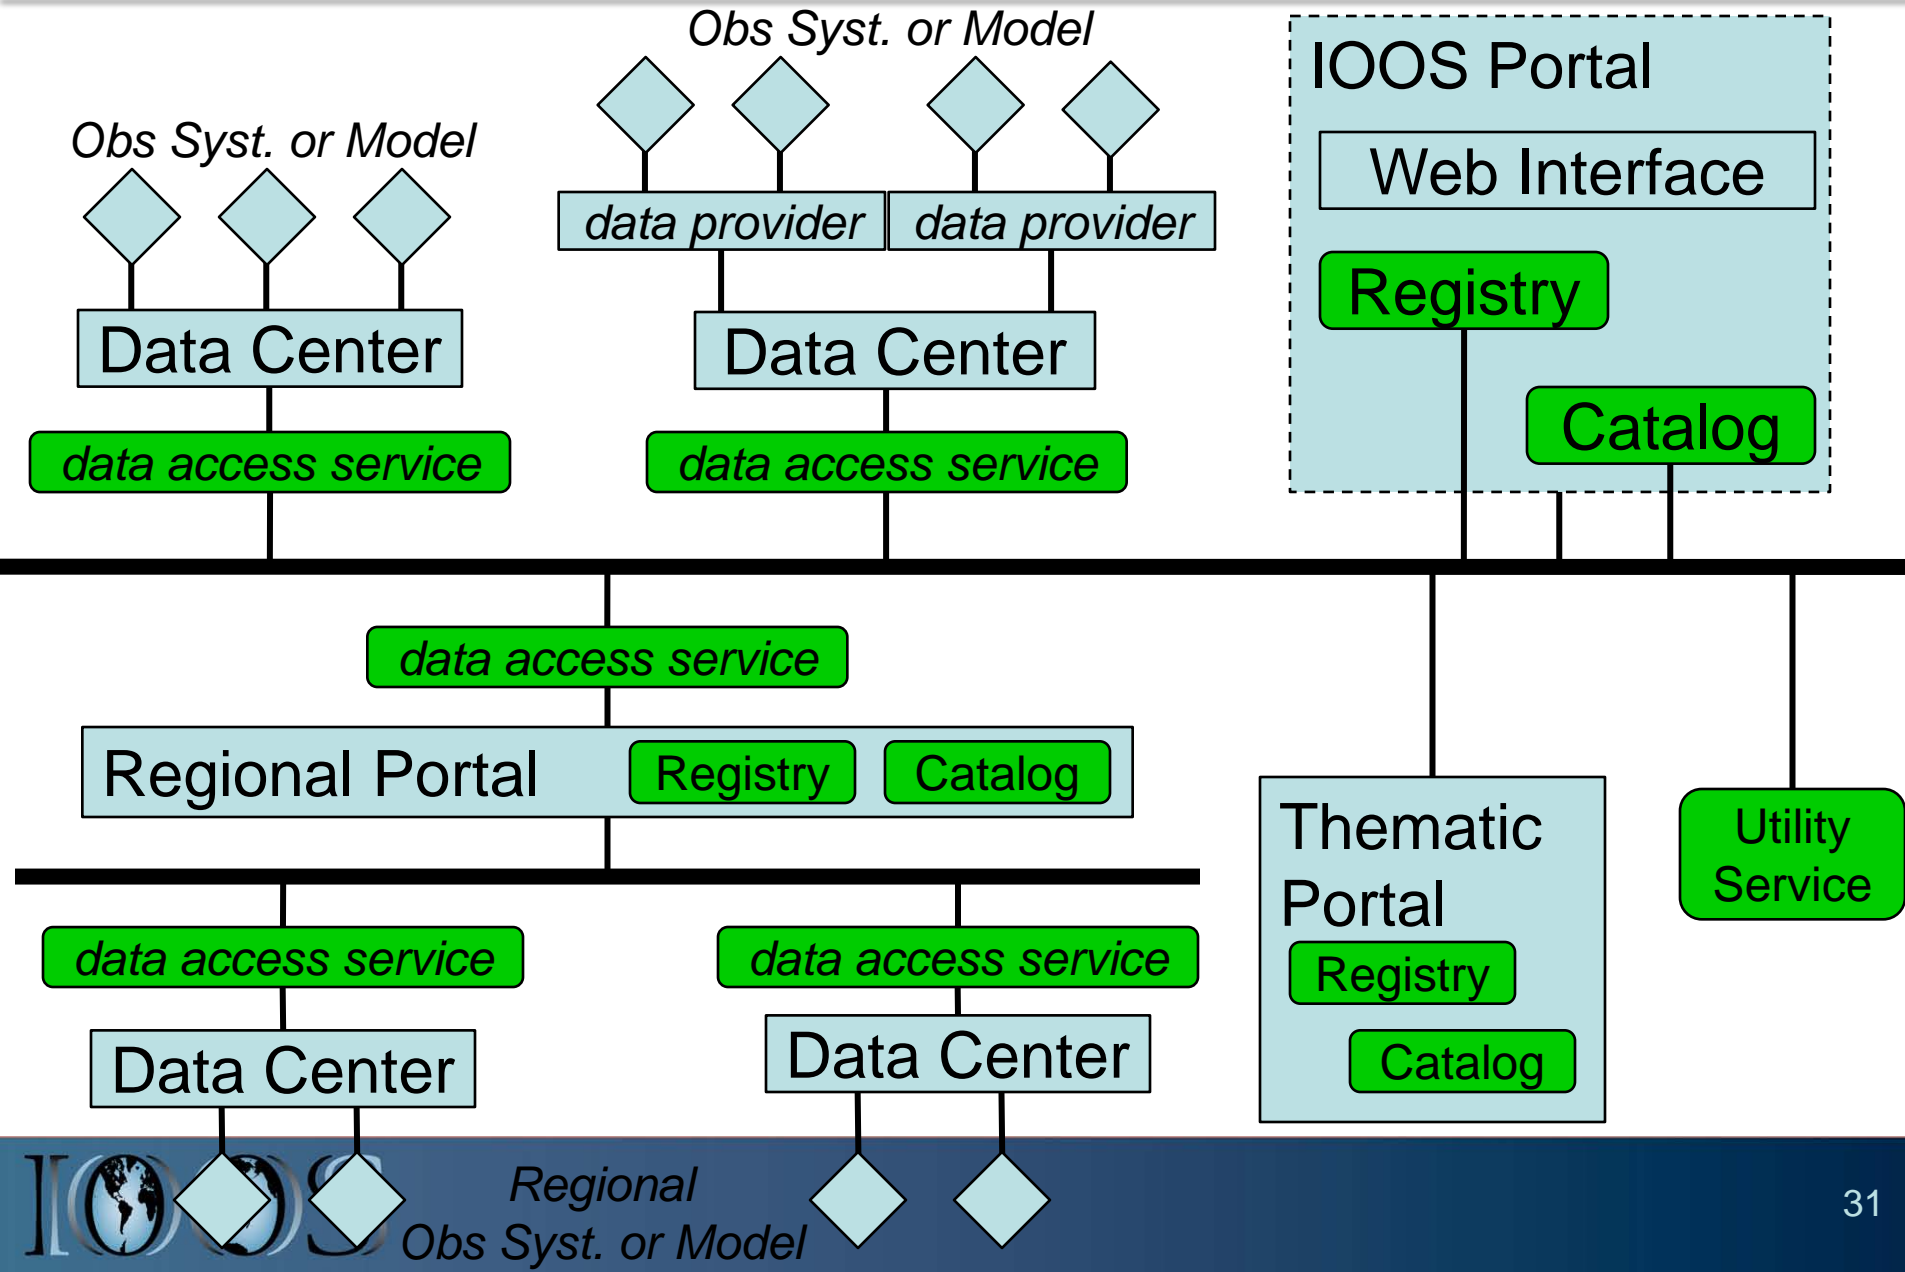 Obs Syst. or Model
Obs Syst. or Model
data provider
data provider
Data Center
Data Center
data access service
data access service
IOOS Portal
Web Interface
Registry
Catalog
data access service
Regional Portal
Registry
Catalog
data access service
data access service
Data Center
Data Center
Thematic
Portal
Registry
Catalog
Utility
Service
IOOS
Regional
Obs Syst. or Model
31